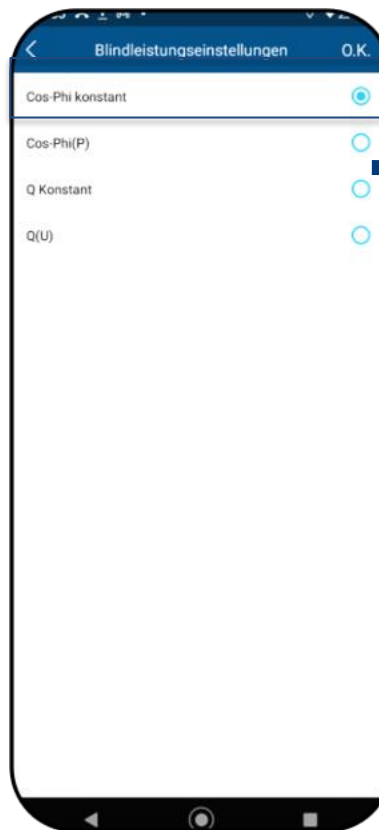 Blindleistungseinstellungen O.K.
Cos-Phi konstant
Cos-Phi(P)
Q Konstant
Q(U)